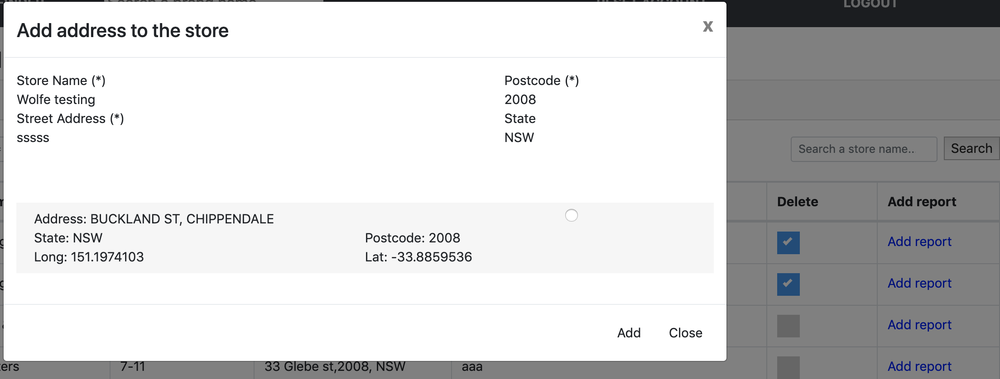 LOGOUT
Add address to the store
X
Store Name (*)
Postcode (*)
Wolfe testing
2008
Street Address (*)
State
sssss
NSW
Search a store name..
Search
Delete
Add report
Address: BUCKLAND ST, CHIPPENDALE
State: NSW
Postcode: 2008
Long: 151.1974103
Lat: -33.8859536
Add report
Add report
Add report
Add
Close
7-11
33 Glebe st,2008, NSW
aaa
Add report